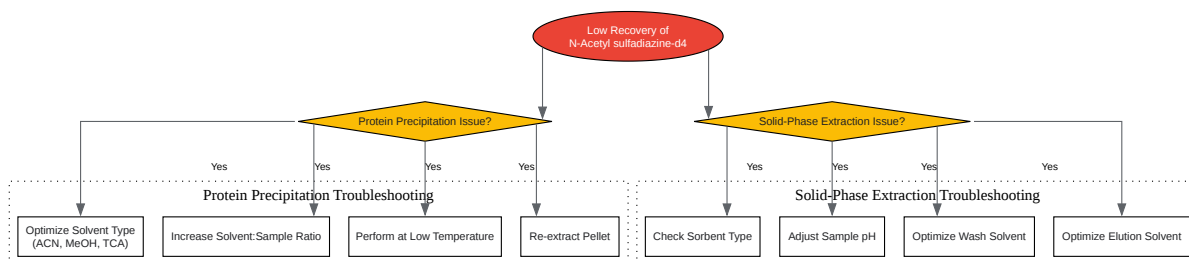 Low Recovery of
N-Acetyl sulfadiazine-d4
Protein Precipitation Issue?
Solid-Phase Extraction Issue?
Yes
Yes
Yes
Yes
Yes
Yes
Yes
Yes
Protein Precipitation Troubleshooting
Solid-Phase Extraction Troubleshooting
Optimize Solvent Type
(ACN, MeOH, TCA)
Increase Solvent:Sample Ratio
Perform at Low Temperature
Re-extract Pellet
Check Sorbent Type
Adjust Sample pH
Optimize Wash Solvent
Optimize Elution Solvent